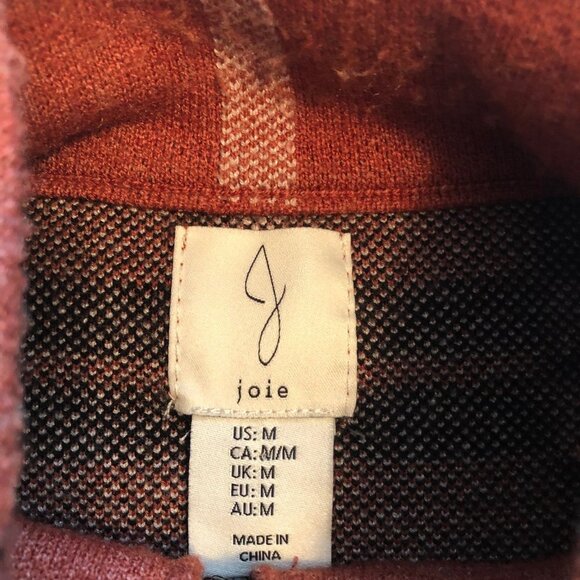 J
joie
US: M
CA: M/M
UK: M
EU: M
AU: M
MADE IN
CHINA